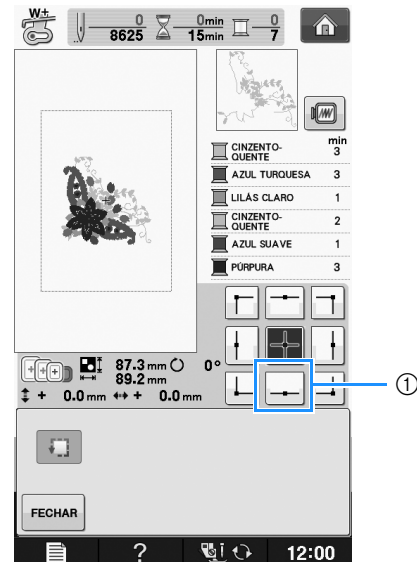 W+
0
8625
0min
15min
0
7
min
CINZENTO-
QUENTE 3
AZUL TURQUESA 3
LILÁS CLARO 1
CINZENTO-
QUENTE 2
AZUL SUAVE 1
PÚRPURA 3
87.3 mm 0°
89.2 mm
+ 0.0 mm + 0.0 mm
①
FECHAR
? 12:00